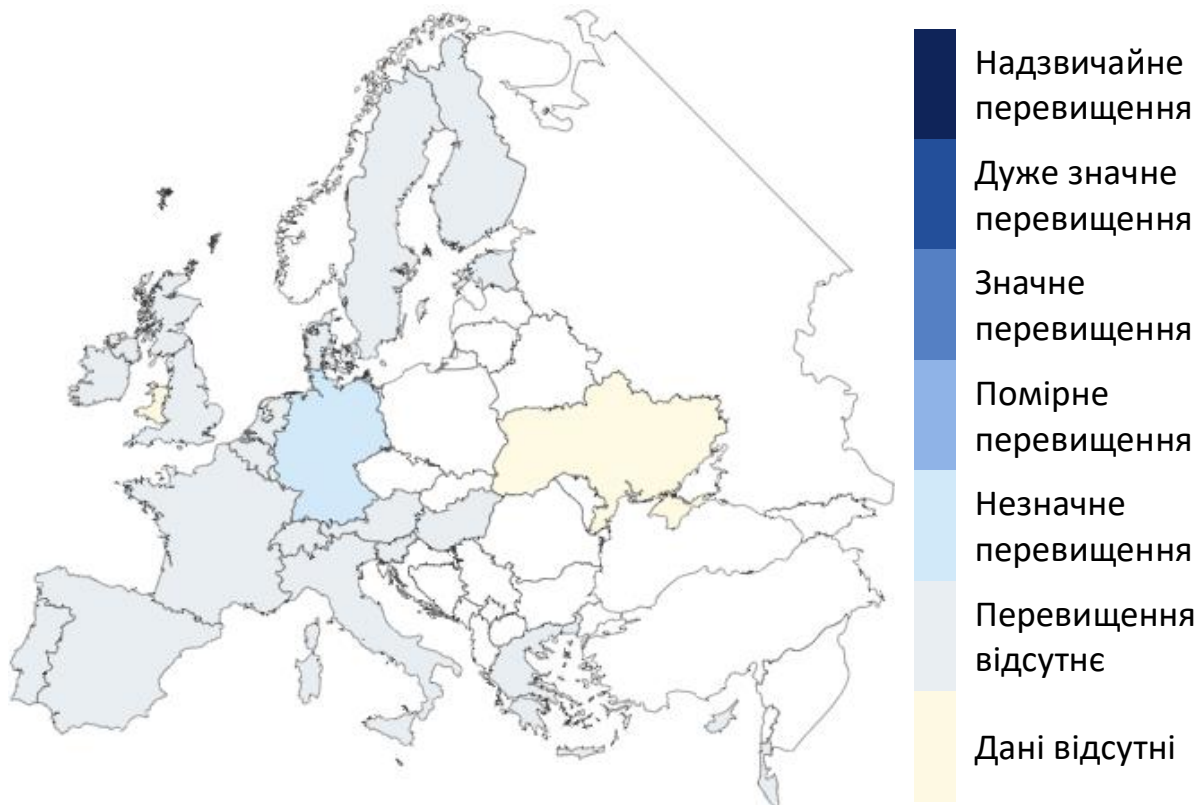 Надзвичайне
перевищення
Дуже значне
перевищення
Значне
перевищення
Помірне
перевищення
Незначне
перевищення
Перевищення
відсутнє
Дані відсутні